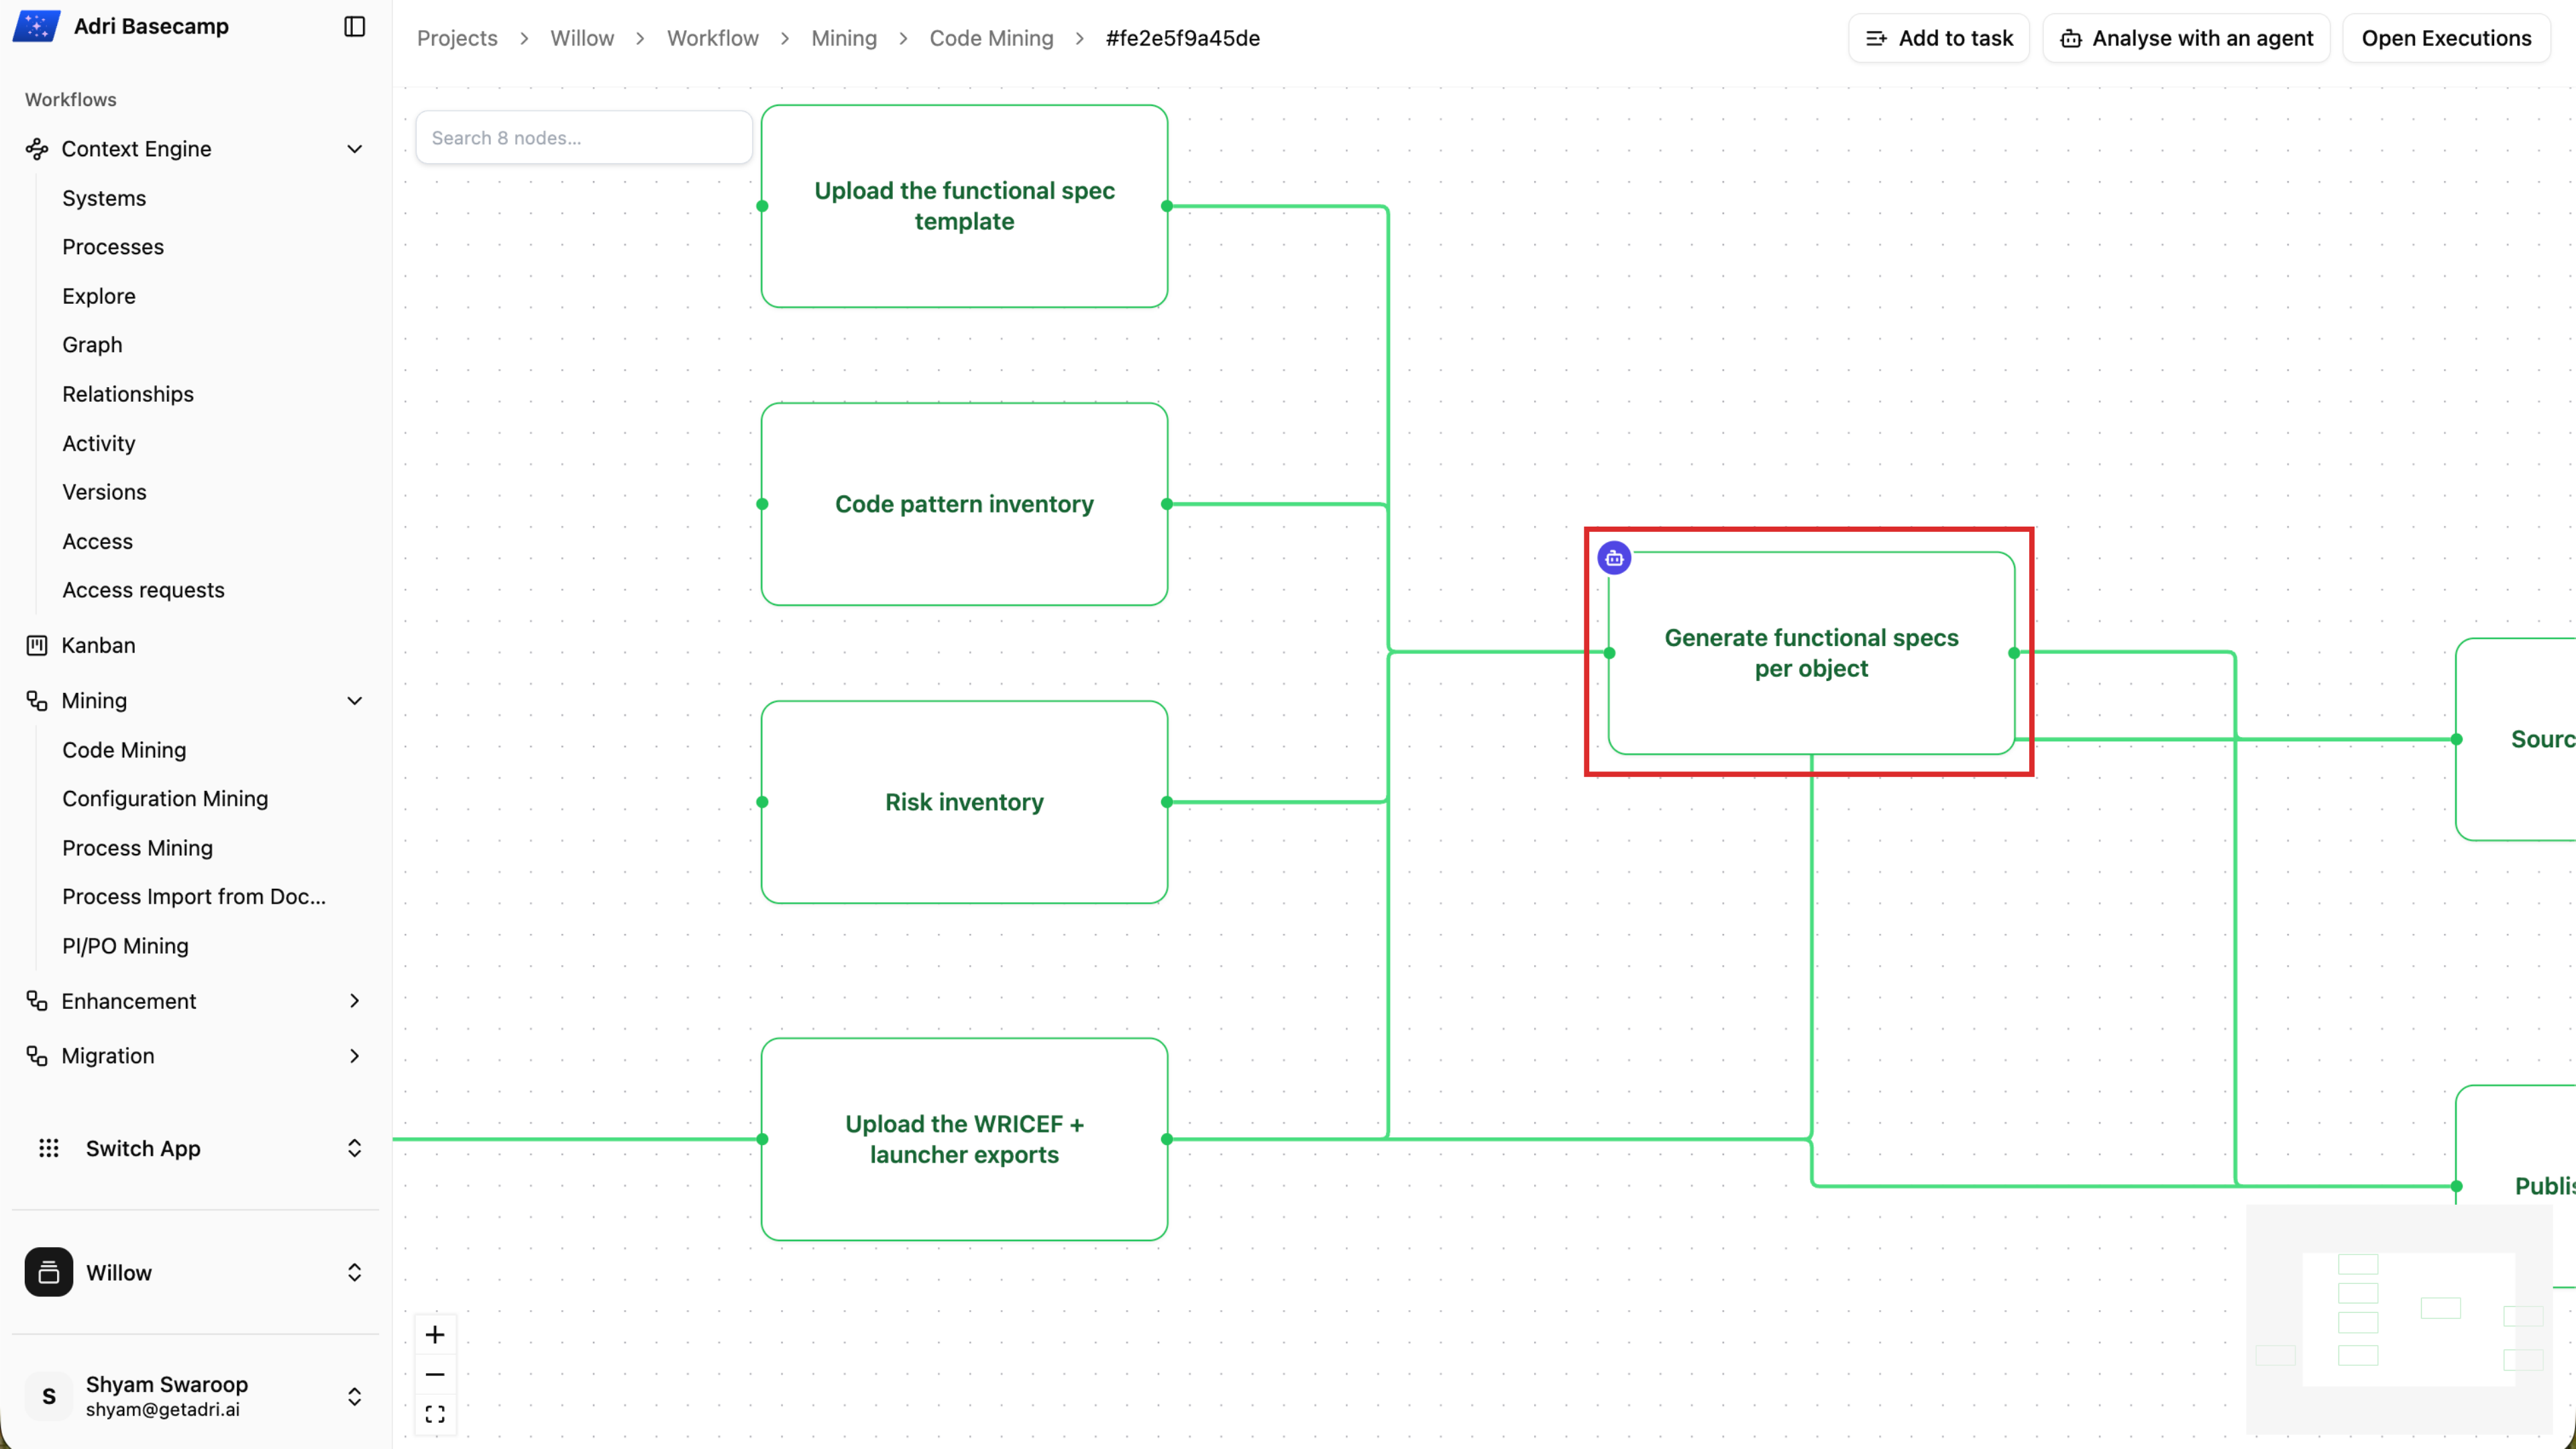 Adri Basecamp
Workflows
Context Engine
Systems
Processes
Explore
Graph
Relationships
Activity
Versions
Access
Access requests
Kanban
Mining
Code Mining
Configuration Mining
Process Mining
Process Import from Doc...
PI/PO Mining
Enhancement
Migration
Switch App
Willow
S
Shyam Swaroop
shyam@getadri.ai
Projects > Willow > Workflow > Mining > Code Mining > #fe2e5f9a45de
Add to task
Analyse with an agent
Open Executions
Search 8 nodes...
Upload the functional spec
template
Code pattern inventory
Risk inventory
Upload the WRICEF +
launcher exports
Generate functional specs
per object
Sourc
Publis